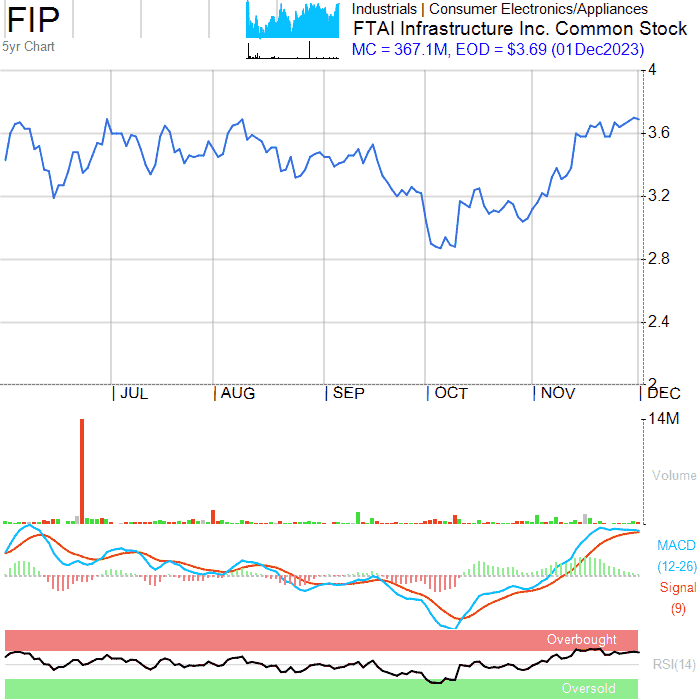 FIP
5yr Chart
Industrials | Consumer Electronics/Appliances
FTAI Infrastructure Inc. Common Stock
MC = 367.1M, EOD = $3.69 (01Dec2023)
4
3.6
3.2
2.8
2.4
2
| JUL | AUG | SEP | OCT | NOV | DEC
14M
Volume
MACD
(12-26)
Signal
(9)
Overbought
RSI(14)
Oversold